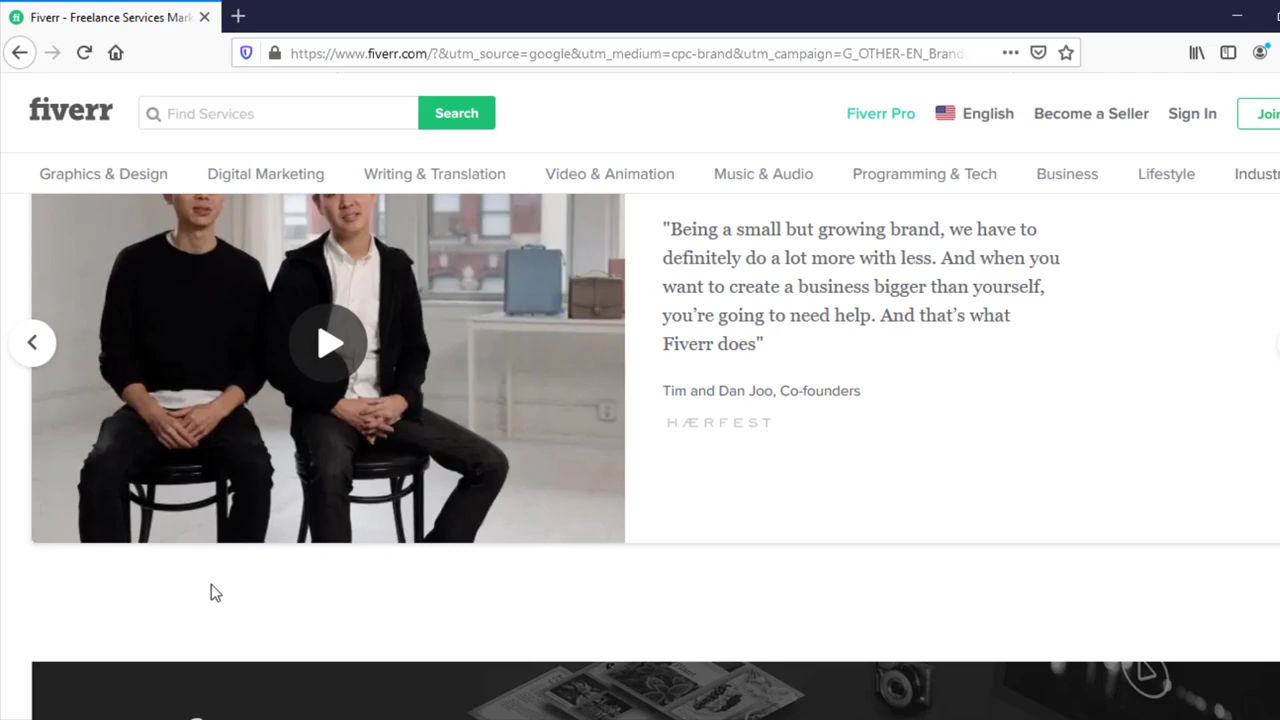 Fiverr - Freelance Services Mark
https://www.fiverr.com/?&utm_source=google&utm_medium=cpc-brand&utm_campaign=G_OTHER-EN_Brand
fiverr
Find Services
Search
Fiverr Pro
English
Become a Seller
Sign In
Join
Graphics & Design
Digital Marketing
Writing & Translation
Video & Animation
Music & Audio
Programming & Tech
Business
Lifestyle
Indust
"Being a small but growing brand, we have to
definitely do a lot more with less. And when you
want to create a business bigger than yourself,
you’re going to need help. And that’s what
Fiverr does"
Tim and Dan Joo, Co-founders
HÆRFEST